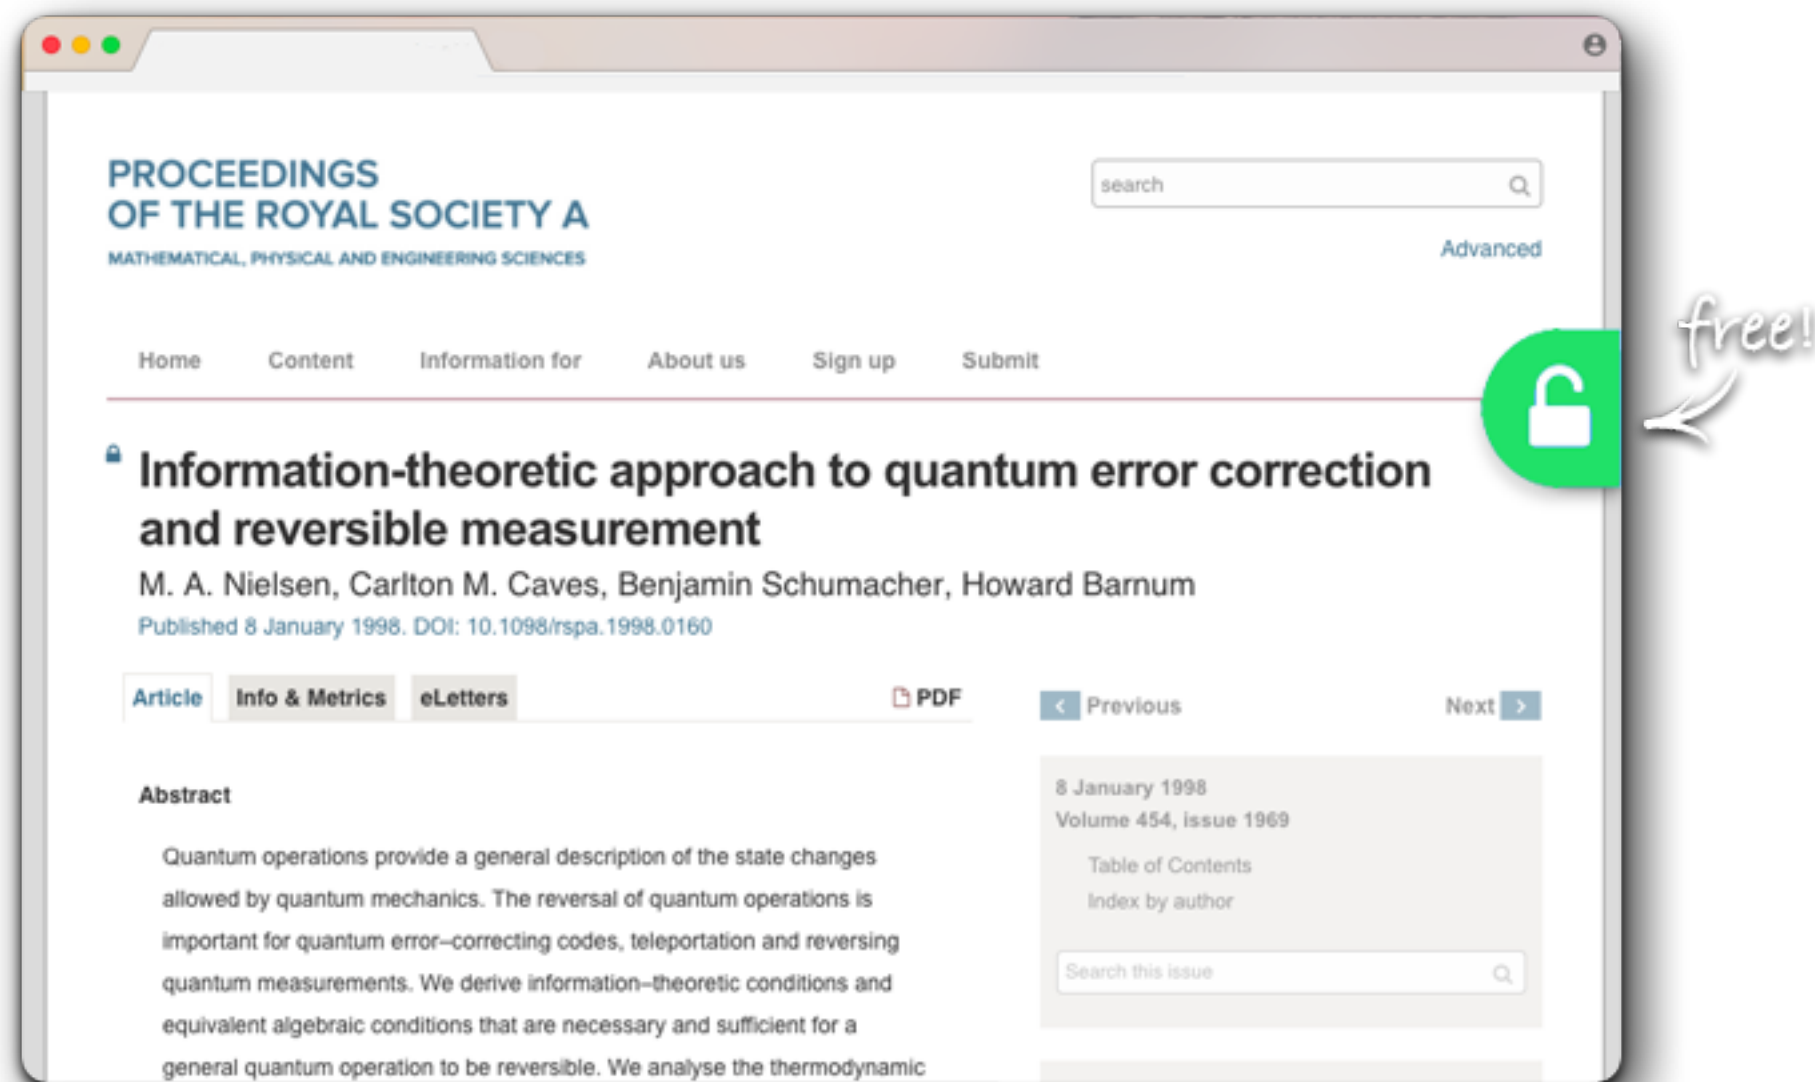 PROCEEDINGS
OF THE ROYAL SOCIETY A
MATHEMATICAL, PHYSICAL AND ENGINEERING SCIENCES
search
Advanced
free!
Home Content Information for About us Sign up Submit
Information-theoretic approach to quantum error correction
and reversible measurement
M. A. Nielsen, Carlton M. Caves, Benjamin Schumacher, Howard Barnum
Published 8 January 1998. DOI: 10.1098/rspa.1998.0160
Article Info & Metrics eLetters PDF
Previous Next
Abstract
Quantum operations provide a general description of the state changes
allowed by quantum mechanics. The reversal of quantum operations is
important for quantum error–correcting codes, teleportation and reversing
quantum measurements. We derive information–theoretic conditions and
equivalent algebraic conditions that are necessary and sufficient for a
general quantum operation to be reversible. We analyse the thermodynamic
8 January 1998
Volume 454, issue 1969
Table of Contents
Index by author
Search this issue